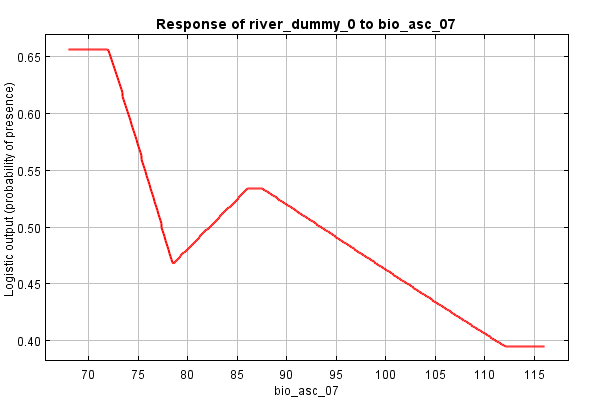 Response of river_dummy_0 to bio_asc_07
Logistic output (probability of presence)
0.65
0.60
0.55
0.50
0.45
0.40
70 75 80 85 90 95 100 105 110 115
bio_asc_07